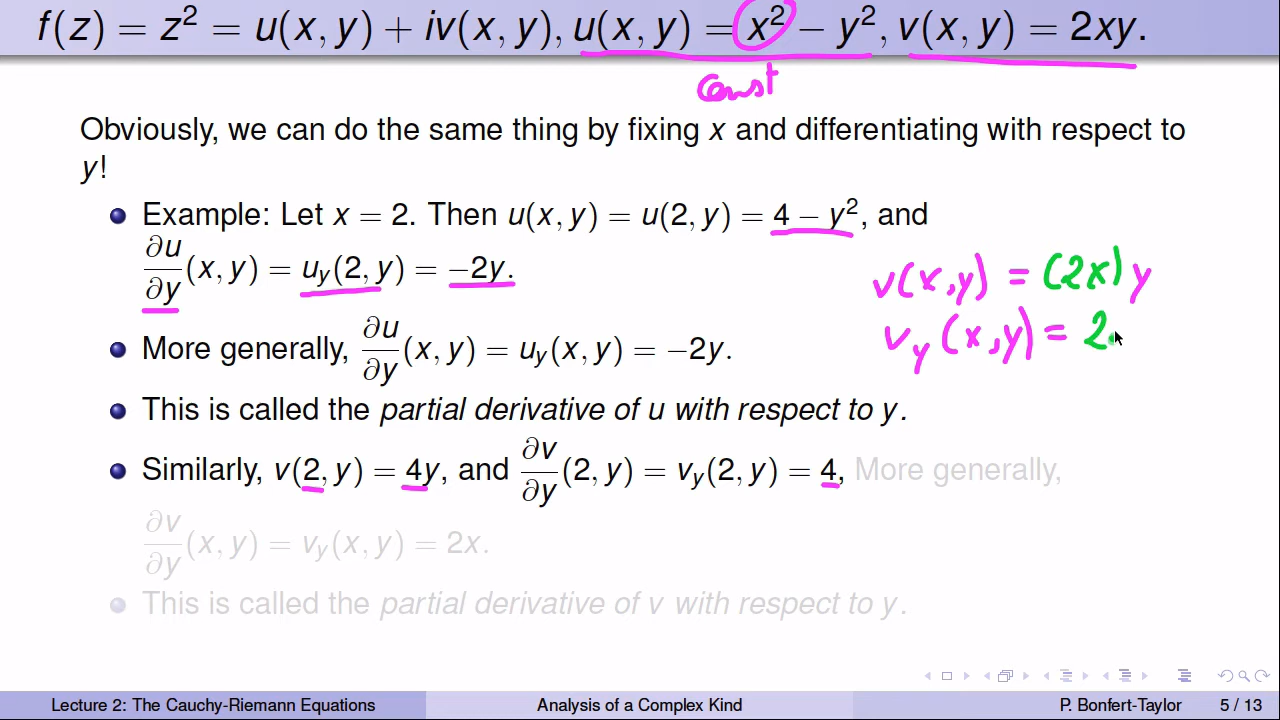 f(z) = z² = u(x, y) + iv(x, y), u(x, y) = x² − y², v(x, y) = 2xy.
const
Obviously, we can do the same thing by fixing x and differentiating with respect to
y!
Example: Let x = 2. Then u(x, y) = u(2, y) = 4 − y², and
∂u/∂y (x, y) = u_y(2, y) = −2y.
v(x,y) = (2x) y
v_y (x,y) = 2
More generally, ∂u/∂y (x, y) = u_y(x, y) = −2y.
This is called the partial derivative of u with respect to y.
Similarly, v(2, y) = 4y, and ∂v/∂y (2, y) = v_y(2, y) = 4, More generally,
∂v/∂y (x, y) = v_y(x, y) = 2x.
This is called the partial derivative of v with respect to y.
Lecture 2: The Cauchy-Riemann Equations Analysis of a Complex Kind P. Bonfert-Taylor 5 / 13